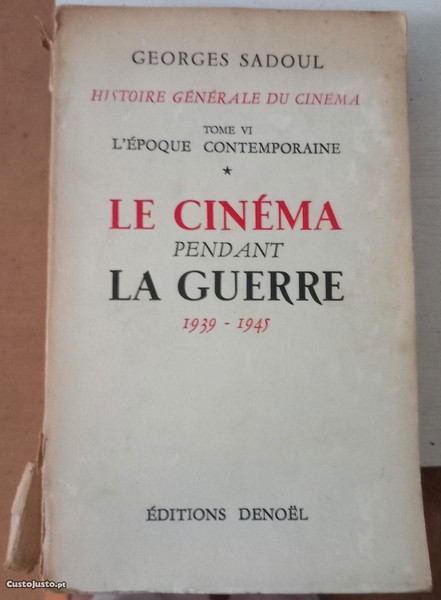 GEORGES SADOUL
HISTOIRE GÉNÉRALE DU CINÉMA
TOME VI
L'ÉPOQUE CONTEMPORAINE
*
LE CINÉMA
PENDANT
LA GUERRE
1939 - 1945
ÉDITIONS DENOËL
CustoJusto.pt